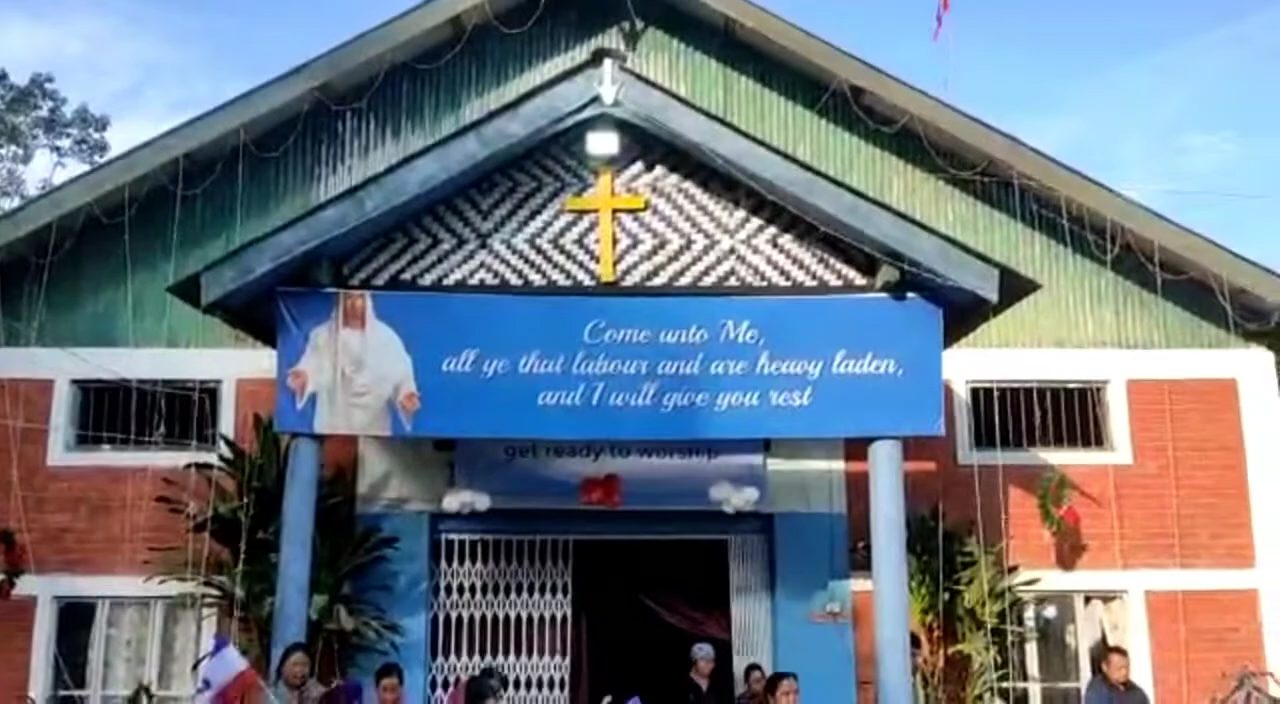 Come unto Me,
all ye that labour and are heavy laden,
and I will give you rest
get ready to worship